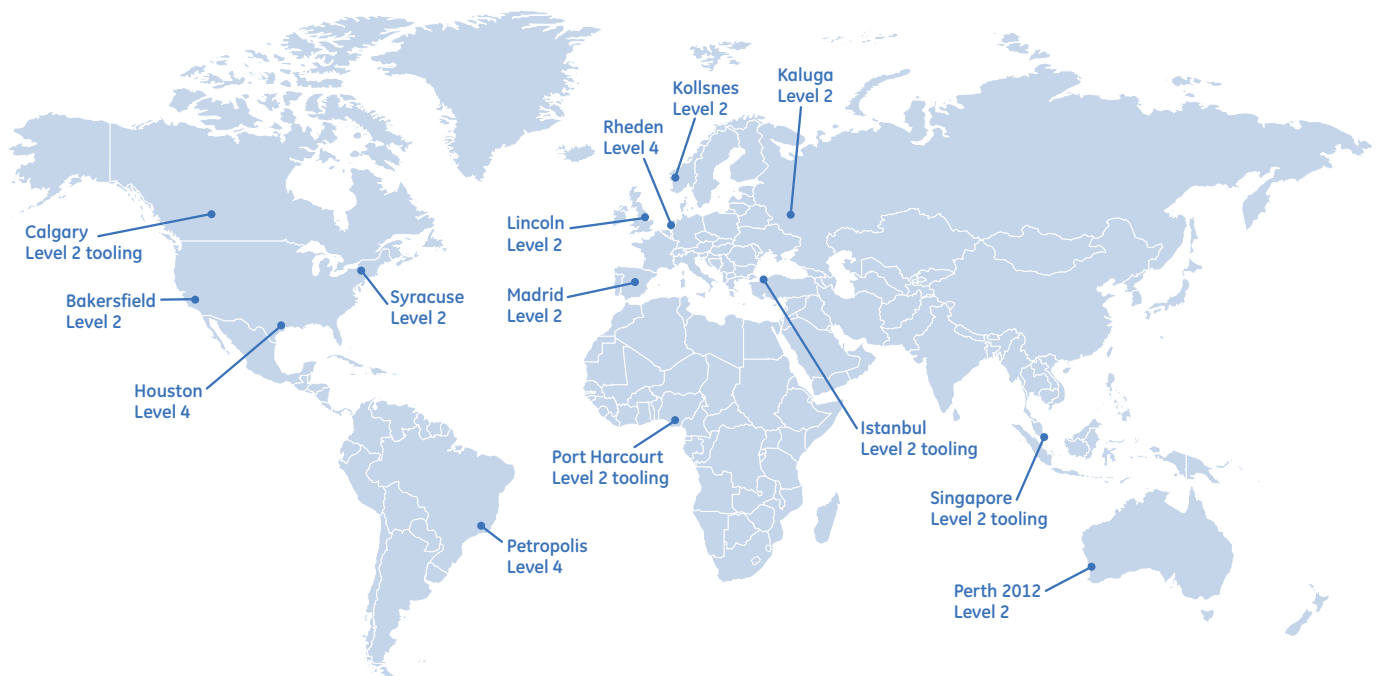 Kaluga
Level 2
Kollsnes
Level 2
Rheden
Level 4
Lincoln
Level 2
Calgary
Level 2 tooling
Madrid
Level 2
Bakersfield
Level 2
Syracuse
Level 2
Houston
Level 4
Istanbul
Level 2 tooling
Port Harcourt
Level 2 tooling
Singapore
Level 2 tooling
Petropolis
Level 4
Perth 2012
Level 2